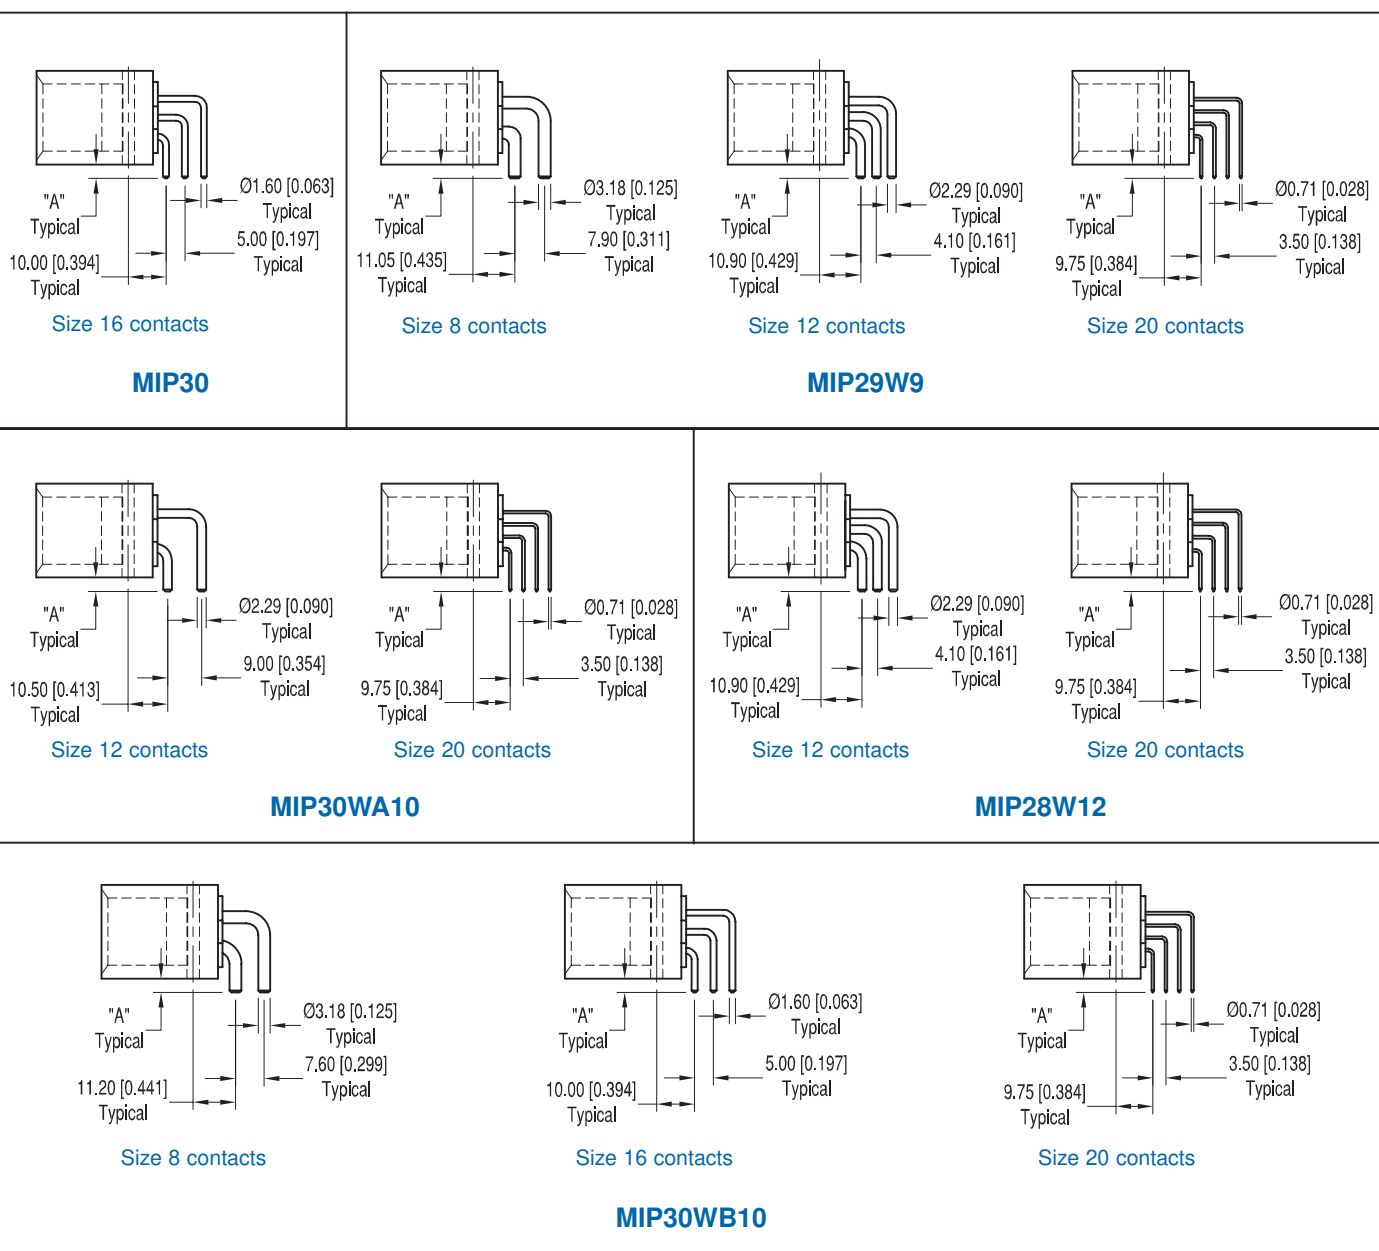 "A"
Typical
Ø1.60 [0.063]
Typical
5.00 [0.197]
Typical
10.00 [0.394]
Typical
Size 16 contacts
MIP30
"A"
Typical
Ø3.18 [0.125]
Typical
7.90 [0.311]
Typical
11.05 [0.435]
Typical
Size 8 contacts
"A"
Typical
Ø2.29 [0.090]
Typical
4.10 [0.161]
Typical
10.90 [0.429]
Typical
Size 12 contacts
"A"
Typical
Ø0.71 [0.028]
Typical
3.50 [0.138]
Typical
9.75 [0.384]
Typical
Size 20 contacts
MIP29W9
"A"
Typical
Ø2.29 [0.090]
Typical
9.00 [0.354]
Typical
10.50 [0.413]
Typical
Size 12 contacts
"A"
Typical
Ø0.71 [0.028]
Typical
3.50 [0.138]
Typical
9.75 [0.384]
Typical
Size 20 contacts
MIP30WA10
"A"
Typical
Ø2.29 [0.090]
Typical
4.10 [0.161]
Typical
10.90 [0.429]
Typical
Size 12 contacts
"A"
Typical
Ø0.71 [0.028]
Typical
3.50 [0.138]
Typical
9.75 [0.384]
Typical
Size 20 contacts
MIP28W12
"A"
Typical
Ø3.18 [0.125]
Typical
7.60 [0.299]
Typical
11.20 [0.441]
Typical
Size 8 contacts
"A"
Typical
Ø1.60 [0.063]
Typical
5.00 [0.197]
Typical
10.00 [0.394]
Typical
Size 16 contacts
"A"
Typical
Ø0.71 [0.028]
Typical
3.50 [0.138]
Typical
9.75 [0.384]
Typical
Size 20 contacts
MIP30WB10